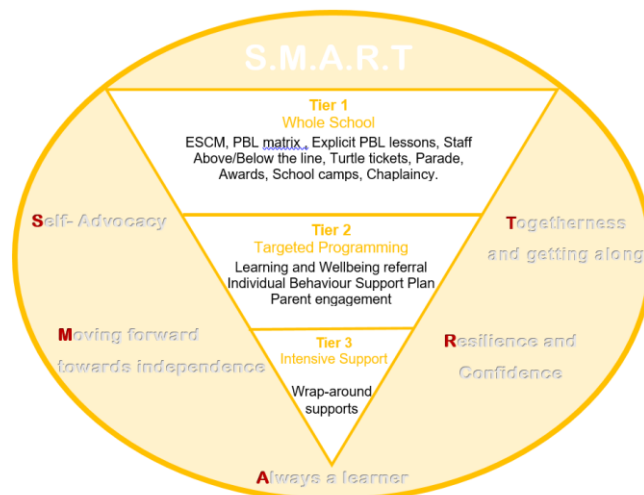 S.M.A.R.T
Tier 1
Whole School
ESCM, PBL matrix , Explicit PBL lessons, Staff
Above/Below the line, Turtle tickets, Parade,
Awards, School camps, Chaplaincy.
Self- Advocacy
Togetherness
and getting along
Tier 2
Targeted Programming
Learning and Wellbeing referral
Individual Behaviour Support Plan
Parent engagement
Moving forward
towards independence
Resilience and
Confidence
Tier 3
Intensive Support
Wrap-around
supports
Always a learner